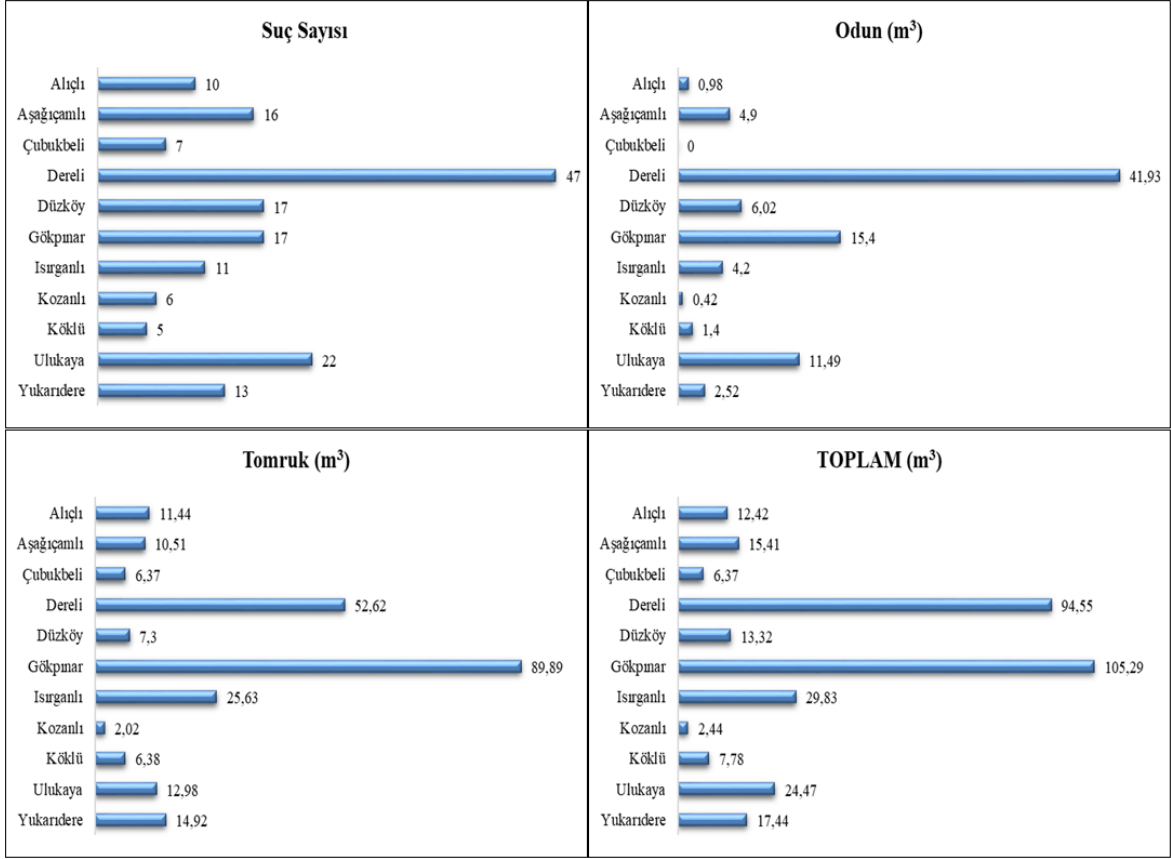 Suç Sayısı
Alıçlı 10
Aşağıçamlı 16
Çubukbeli 7
Dereli 47
Düzköy 17
Gökpınar 17
Isırganlı 11
Kozanlı 6
Köklü 5
Ulukaya 22
Yukarıdere 13
Odun (m³)
Alıçlı 0,98
Aşağıçamlı 4,9
Çubukbeli 0
Dereli 41,93
Düzköy 6,02
Gökpınar 15,4
Isırganlı 4,2
Kozanlı 0,42
Köklü 1,4
Ulukaya 11,49
Yukarıdere 2,52
Tomruk (m³)
Alıçlı 11,44
Aşağıçamlı 10,51
Çubukbeli 6,37
Dereli 52,62
Düzköy 7,3
Gökpınar 89,89
Isırganlı 25,63
Kozanlı 2,02
Köklü 6,38
Ulukaya 12,98
Yukarıdere 14,92
TOPLAM (m³)
Alıçlı 12,42
Aşağıçamlı 15,41
Çubukbeli 6,37
Dereli 94,55
Düzköy 13,32
Gökpınar 105,29
Isırganlı 29,83
Kozanlı 2,44
Köklü 7,78
Ulukaya 24,47
Yukarıdere 17,44